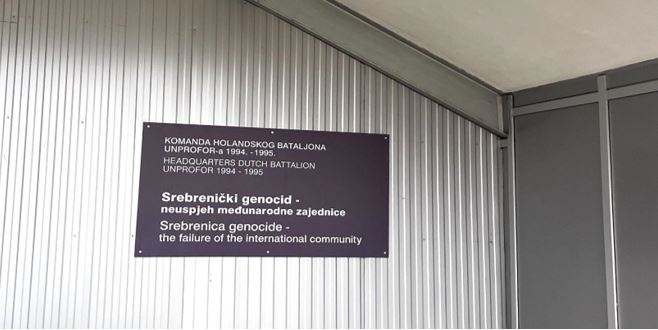 KOMANDA HOLANDSKOG BATALJONA
UNPROFOR-a 1994. - 1995.
HEADQUARTERS DUTCH BATTALION
UNPROFOR 1994 - 1995
Srebrenički genocid -
neuspjeh međunarodne zajednice
Srebrenica genocide -
the failure of the international community